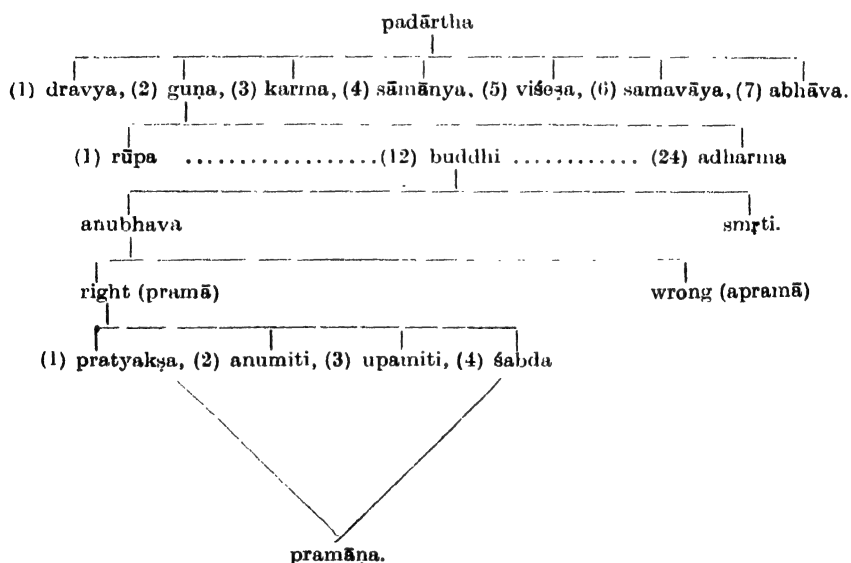 padārtha
(1) dravya, (2) guṇa, (3) karma, (4) sāmānya, (5) viśeṣa, (6) samavāya, (7) abhāva.
(1) rūpa ................(12) buddhi ............ (24) adharma
anubhava smṛti.
right (pramā) wrong (apramā)
(1) pratyakṣa, (2) anumiti, (3) upamiti, (4) śabda
pramāṇa.